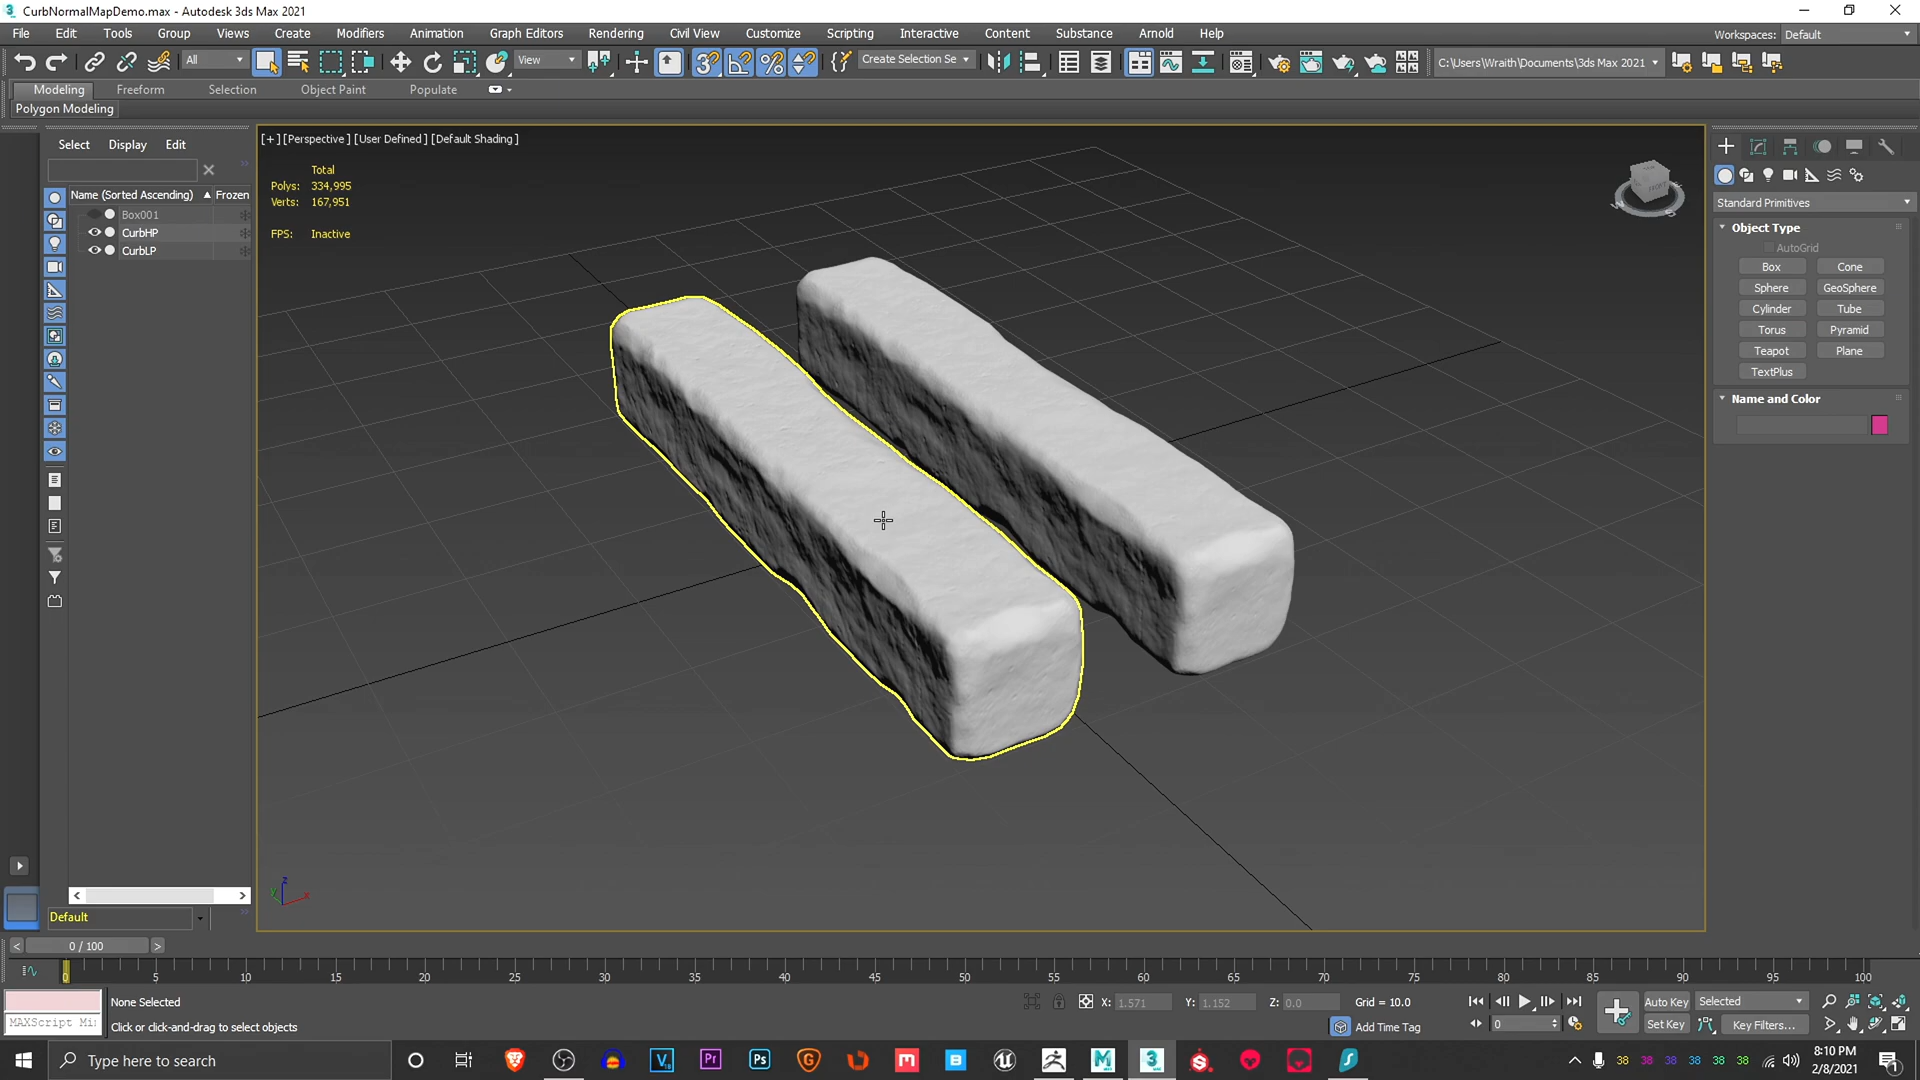 CurbNormalMapDemo.max - Autodesk 3ds Max 2021
File Edit Tools Group Views Create Modifiers Animation Graph Editors Rendering Civil View Customize Scripting Interactive Content Substance Arnold Help
Workspaces: Default
All View Create Selection Se C:\Users\Wraith\Documents\3ds Max 2021
Modeling Freeform Selection Object Paint Populate
Polygon Modeling
Select Display Edit
Name (Sorted Ascending) Frozen
Box001
CurbHP
CurbLP
[+] [Perspective ] [User Defined ] [Default Shading ]
Total
Polys: 334,995
Verts: 167,951
FPS: Inactive
Standard Primitives
Object Type
AutoGrid
Box Cone
Sphere GeoSphere
Cylinder Tube
Torus Pyramid
Teapot Plane
TextPlus
Name and Color
z
y
x
Default
< 0 / 100 >
0 5 10 15 20 25 30 35 40 45 50 55 60 65 70 75 80 85 90 95 100
None Selected
X: 1.571 Y: 1.152 Z: 0.0 Grid = 10.0
Auto Key Selected
MAXScript Mi
Click or click-and-drag to select objects
Add Time Tag
0
Set Key Key Filters...
Type here to search
38 38 38 38 38 38
8:10 PM
2/8/2021